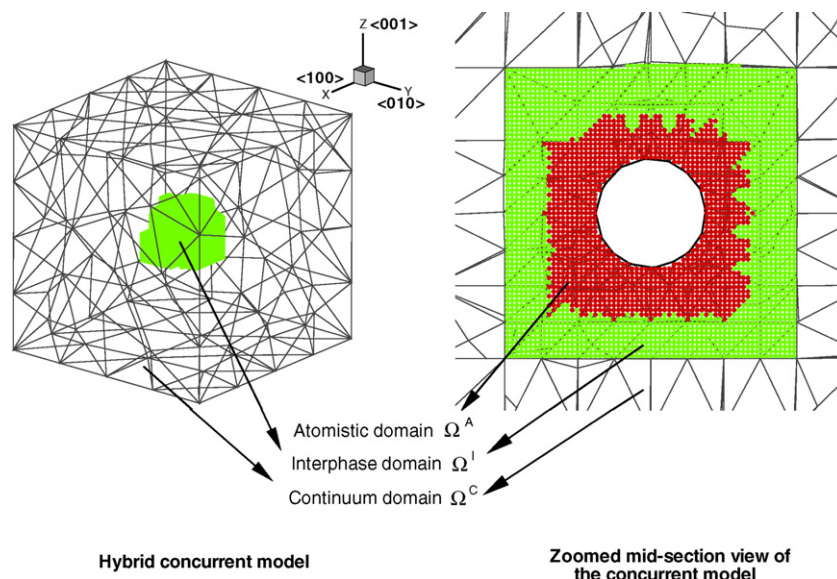 Z <001>
<100>
X
Y
<010>
Atomistic domain Ω^A
Interphase domain Ω^I
Continuum domain Ω^C
Hybrid concurrent model
Zoomed mid-section view of
the concurrent model